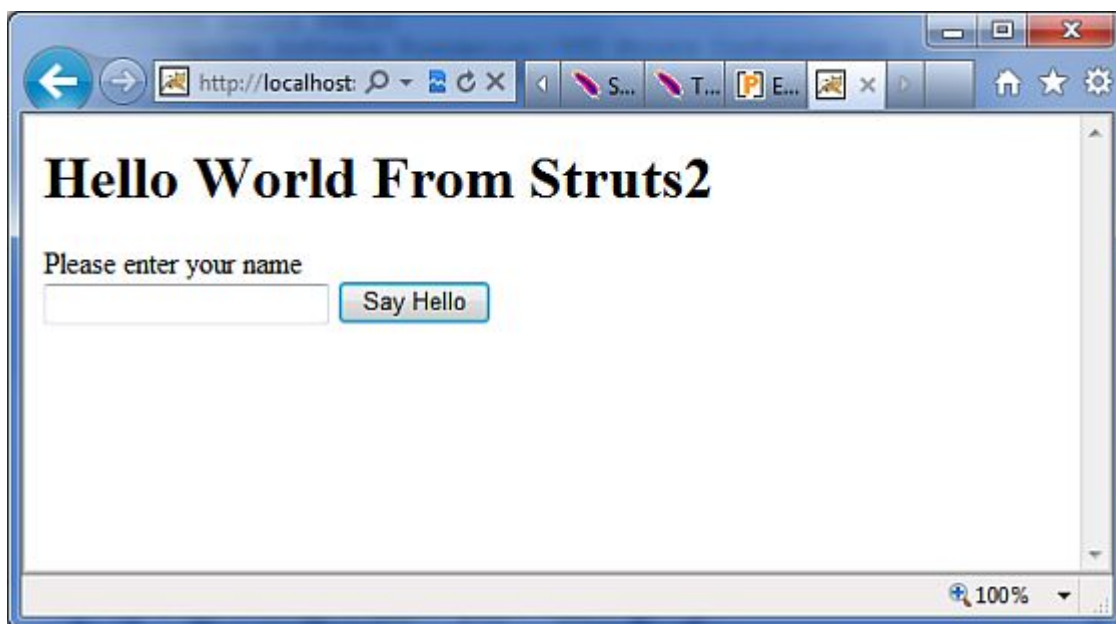 http://localhost:
S...
T...
E...
Hello World From Struts2
Please enter your name
Say Hello
100%